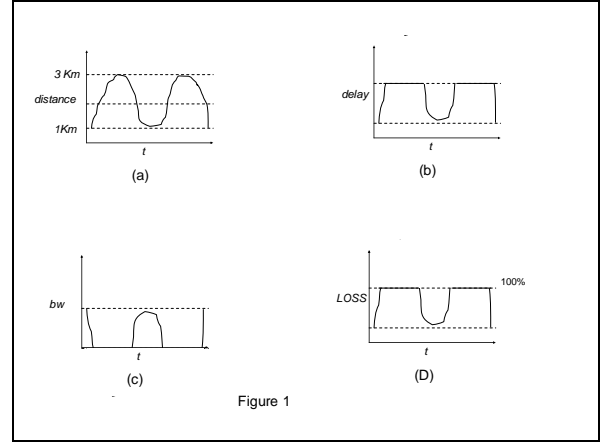 3 Km
distance
1Km
t
(a)
delay
t
(b)
bw
t
(c)
100%
LOSS
t
(D)
Figure 1